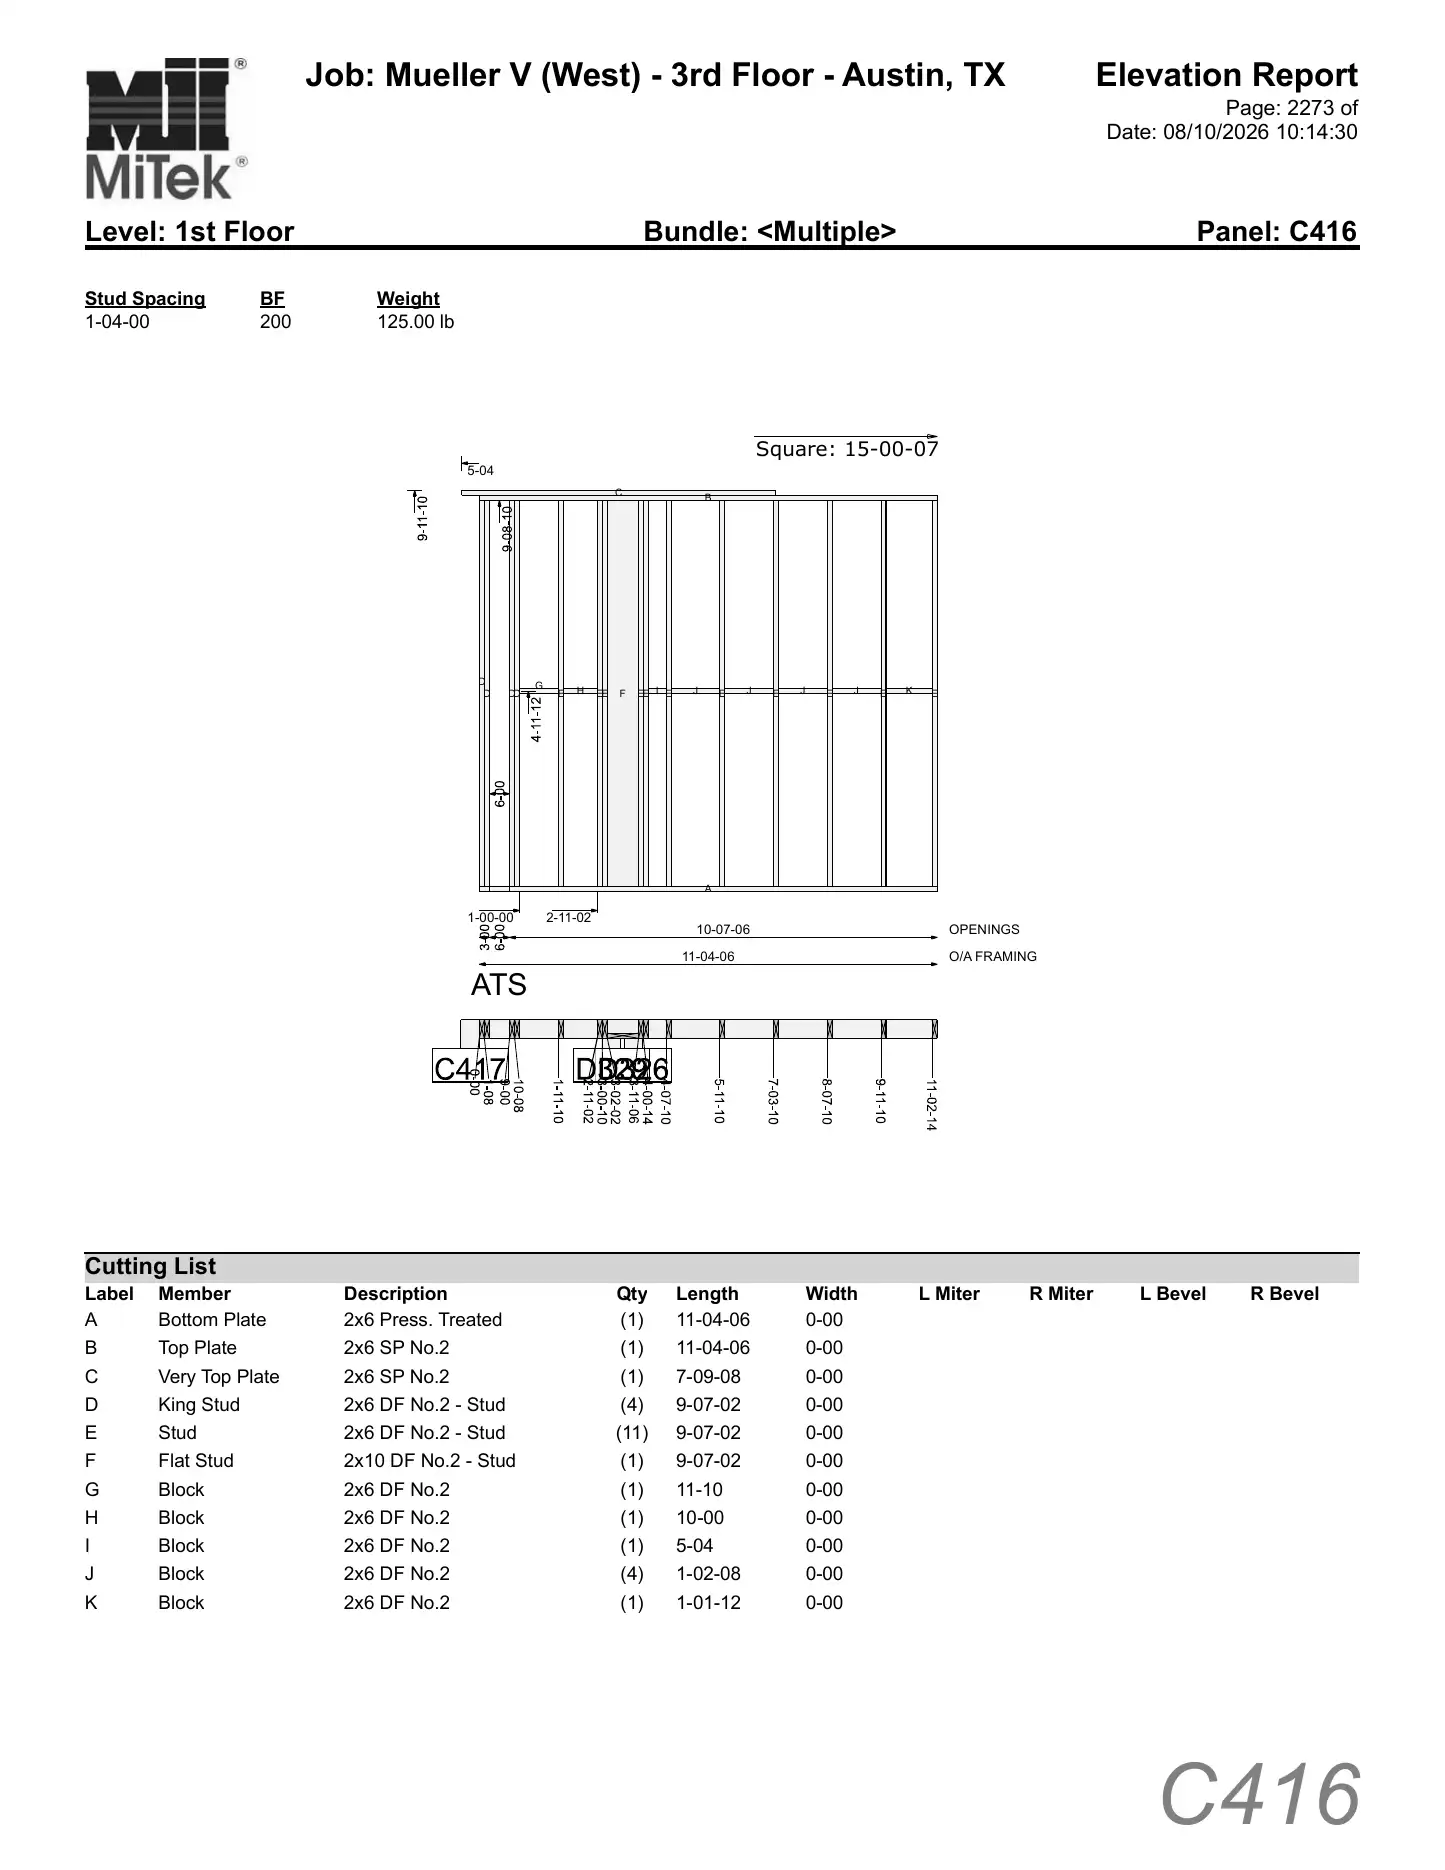 Job: Mueller V (West) - 3rd Floor - Austin, TX
Elevation Report
Page: 2273 of
Date: 08/10/2026 10:14:30
MiTek®
Level: 1st Floor Bundle: <Multiple> Panel: C416
Stud Spacing BF Weight
1-04-00 200 125.00 lb
Square: 15-00-07
5-04
C
B
9-11-10
9-08-10
G
H F I J J J J K
4-11-12
6-00
A
1-00-00 2-11-02
3-00
6-00
10-07-06 OPENINGS
11-04-06 O/A FRAMING
ATS
C417
10-08
1-11-10
2-11-02
5-11-10
7-03-10
8-07-10
9-11-10
11-02-14
Cutting List
Label Member Description Qty Length Width L Miter R Miter L Bevel R Bevel
A Bottom Plate 2x6 Press. Treated (1) 11-04-06 0-00
B Top Plate 2x6 SP No.2 (1) 11-04-06 0-00
C Very Top Plate 2x6 SP No.2 (1) 7-09-08 0-00
D King Stud 2x6 DF No.2 - Stud (4) 9-07-02 0-00
E Stud 2x6 DF No.2 - Stud (11) 9-07-02 0-00
F Flat Stud 2x10 DF No.2 - Stud (1) 9-07-02 0-00
G Block 2x6 DF No.2 (1) 11-10 0-00
H Block 2x6 DF No.2 (1) 10-00 0-00
I Block 2x6 DF No.2 (1) 5-04 0-00
J Block 2x6 DF No.2 (4) 1-02-08 0-00
K Block 2x6 DF No.2 (1) 1-01-12 0-00
C416